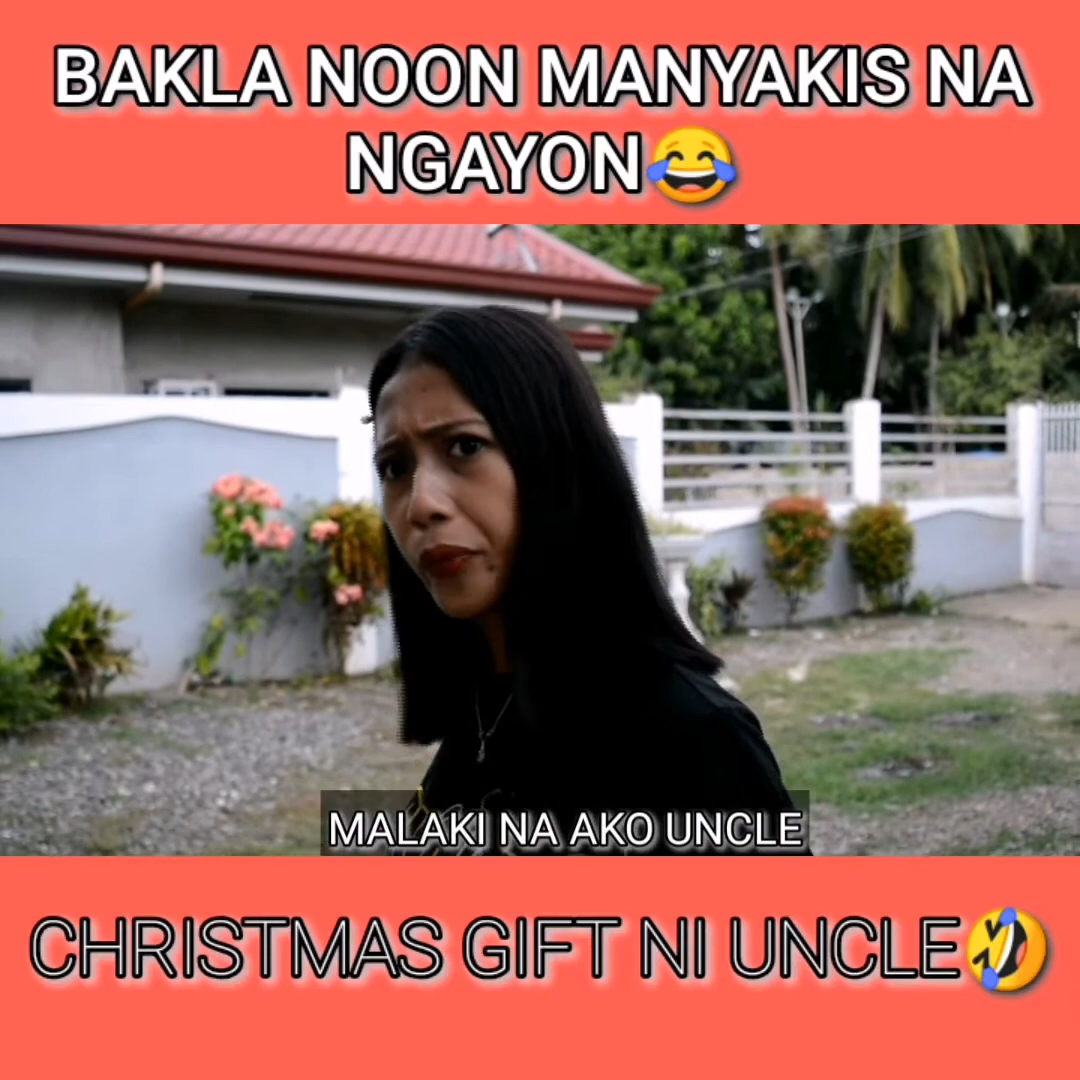 BAKLA NOON MANYAKIS NA
NGAYON😂
MALAKI NA AKO UNCLE
CHRISTMAS GIFT NI UNCLE🤣